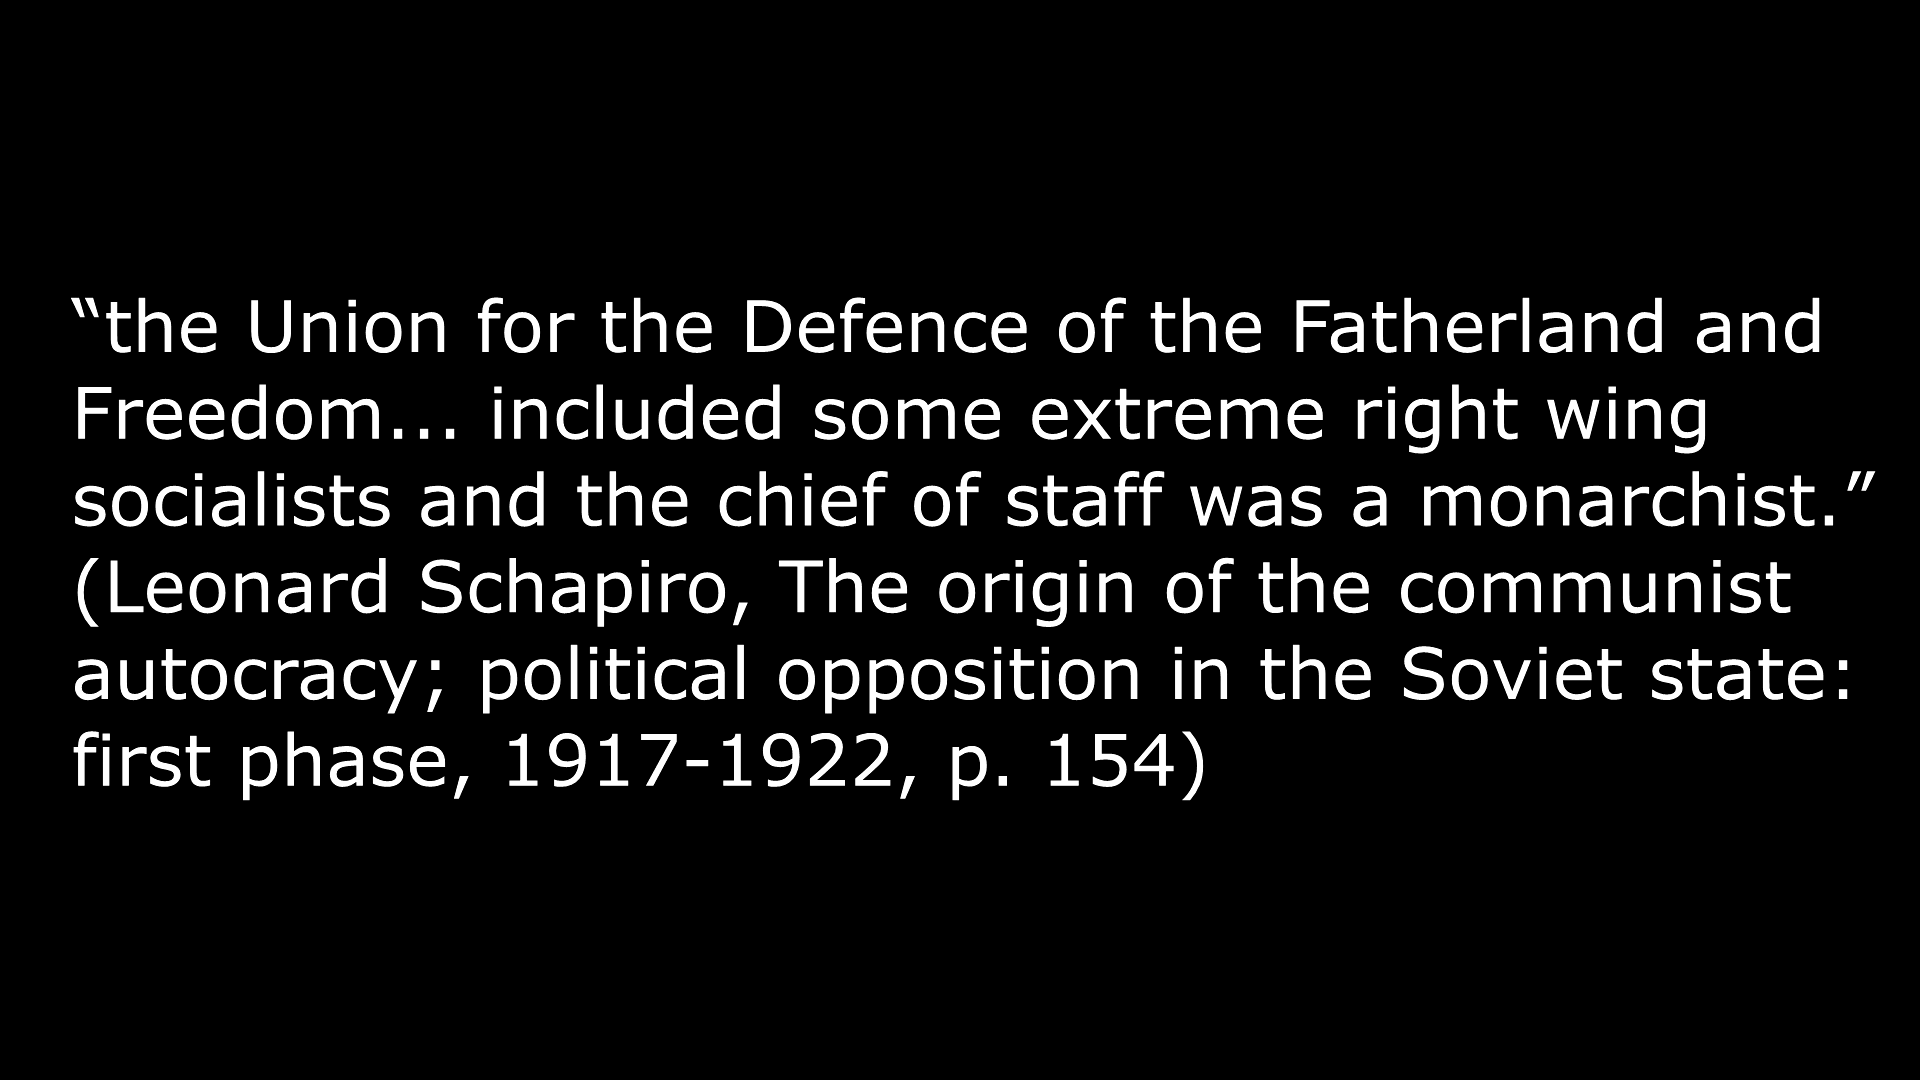 “the Union for the Defence of the Fatherland and
Freedom... included some extreme right wing
socialists and the chief of staff was a monarchist.”
(Leonard Schapiro, The origin of the communist
autocracy; political opposition in the Soviet state:
first phase, 1917-1922, p. 154)